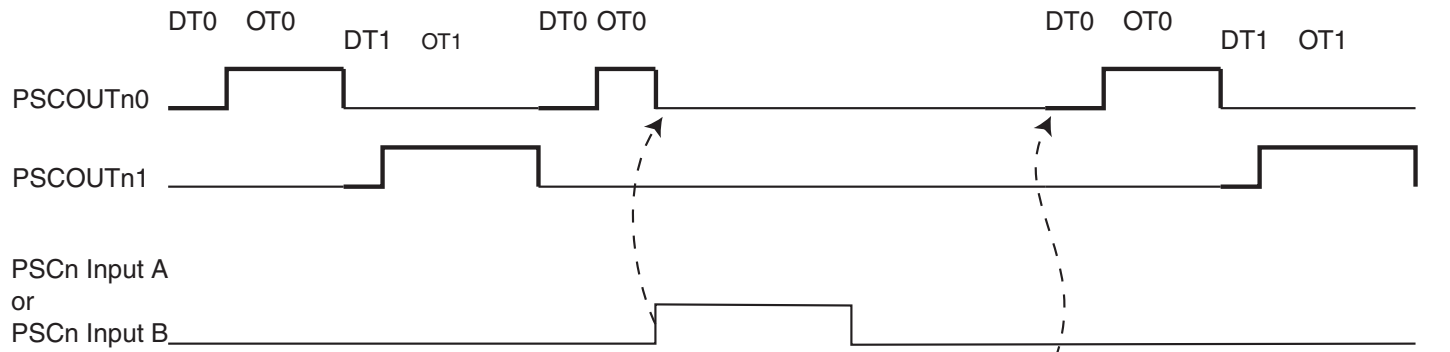 DT0 OT0 DT0 OT0 DT0 OT0
DT1 OT1 DT1 OT1
PSCOUTn0
PSCOUTn1
PSCn Input A
or
PSCn Input B